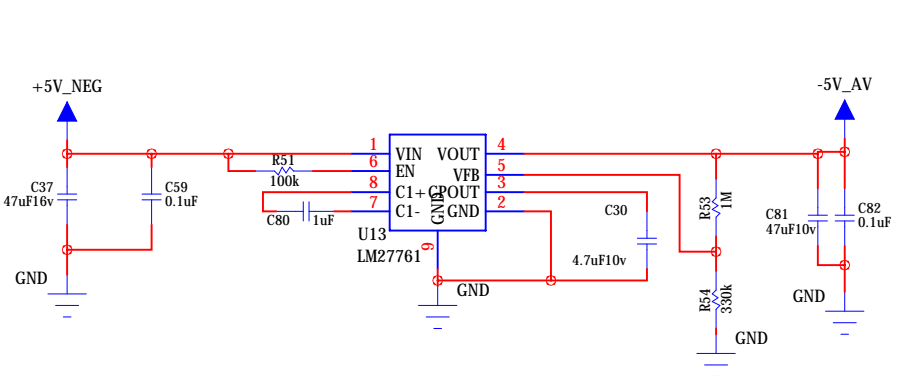 +5V_NEG
-5V_AV
1
4
VIN
VOUT
R51
100k
6
EN
5
VFB
8
C1+
CPOUT
3
7
C1-
GND
GND
2
C37
47uF16v
C59
0.1uF
C80
1uF
U13
LM27761
9
C30
4.7uF10v
R53
1M
C81
47uF10v
C82
0.1uF
GND
GND
R54
330k
GND
GND